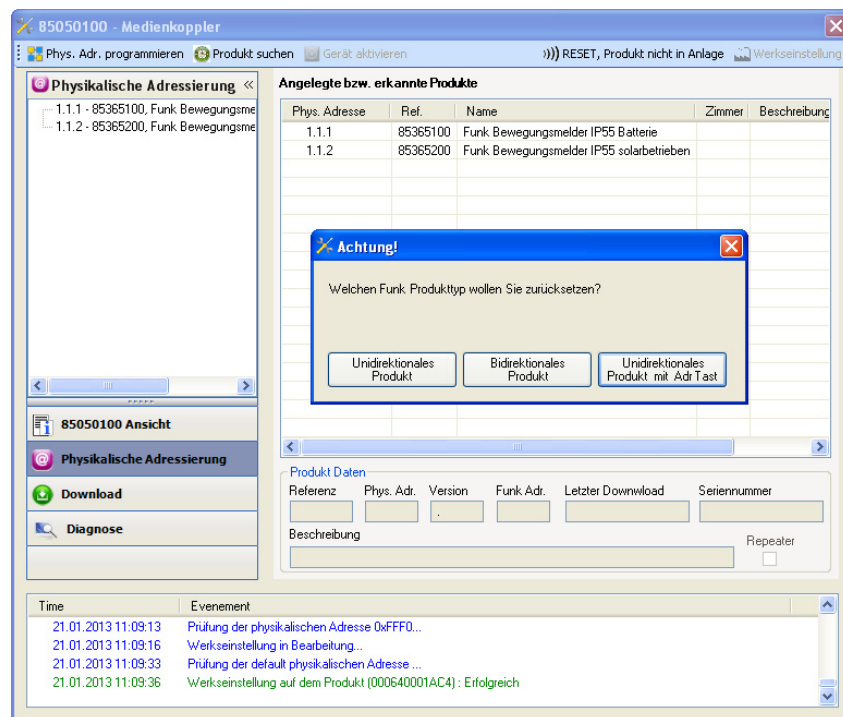 85050100 - Medienkoppler
Phys. Adr. programmieren Produkt suchen Gerät aktivieren ))) RESET, Produkt nicht in Anlage Werkseinstellung
Physikalische Adressierung «
1.1.1 - 85365100, Funk Bewegungsme
1.1.2 - 85365200, Funk Bewegungsme
85050100 Ansicht
Physikalische Adressierung
Download
Diagnose
Angelegte bzw. erkannte Produkte
Phys. Adresse Ref. Name Zimmer Beschreibung
1.1.1 85365100 Funk Bewegungsmelder IP55 Batterie
1.1.2 85365200 Funk Bewegungsmelder IP55 solarbetrieben
Achtung!
Welchen Funk Produkttyp wollen Sie zurücksetzen?
Unidirektionales
Produkt
Bidirektionales
Produkt
Unidirektionales
Produkt mit Adr Tast
Produkt Daten
Referenz Phys. Adr. Version Funk Adr. Letzter Downwload Seriennummer
.
Beschreibung
Repeater
Time Evenement
21.01.2013 11:09:13 Prüfung der physikalischen Adresse 0xFFF0...
21.01.2013 11:09:16 Werkseinstellung in Bearbeitung...
21.01.2013 11:09:33 Prüfung der default physikalischen Adresse ...
21.01.2013 11:09:36 Werkseinstellung auf dem Produkt (000640001AC4) : Erfolgreich